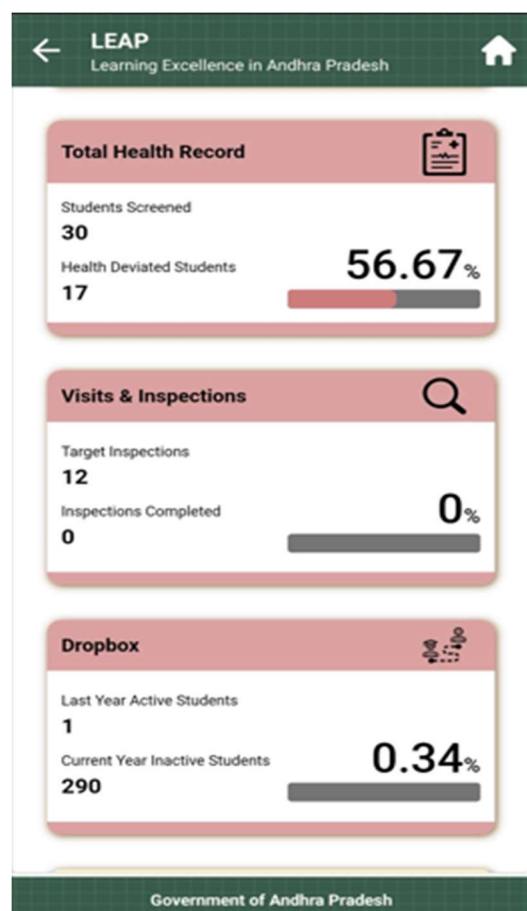 LEAP
Learning Excellence in Andhra Pradesh
Total Health Record
Students Screened
30
Health Deviated Students
17
56.67%
Visits & Inspections
Target Inspections
12
Inspections Completed
0
0%
Dropbox
Last Year Active Students
1
Current Year Inactive Students
290
0.34%
Government of Andhra Pradesh